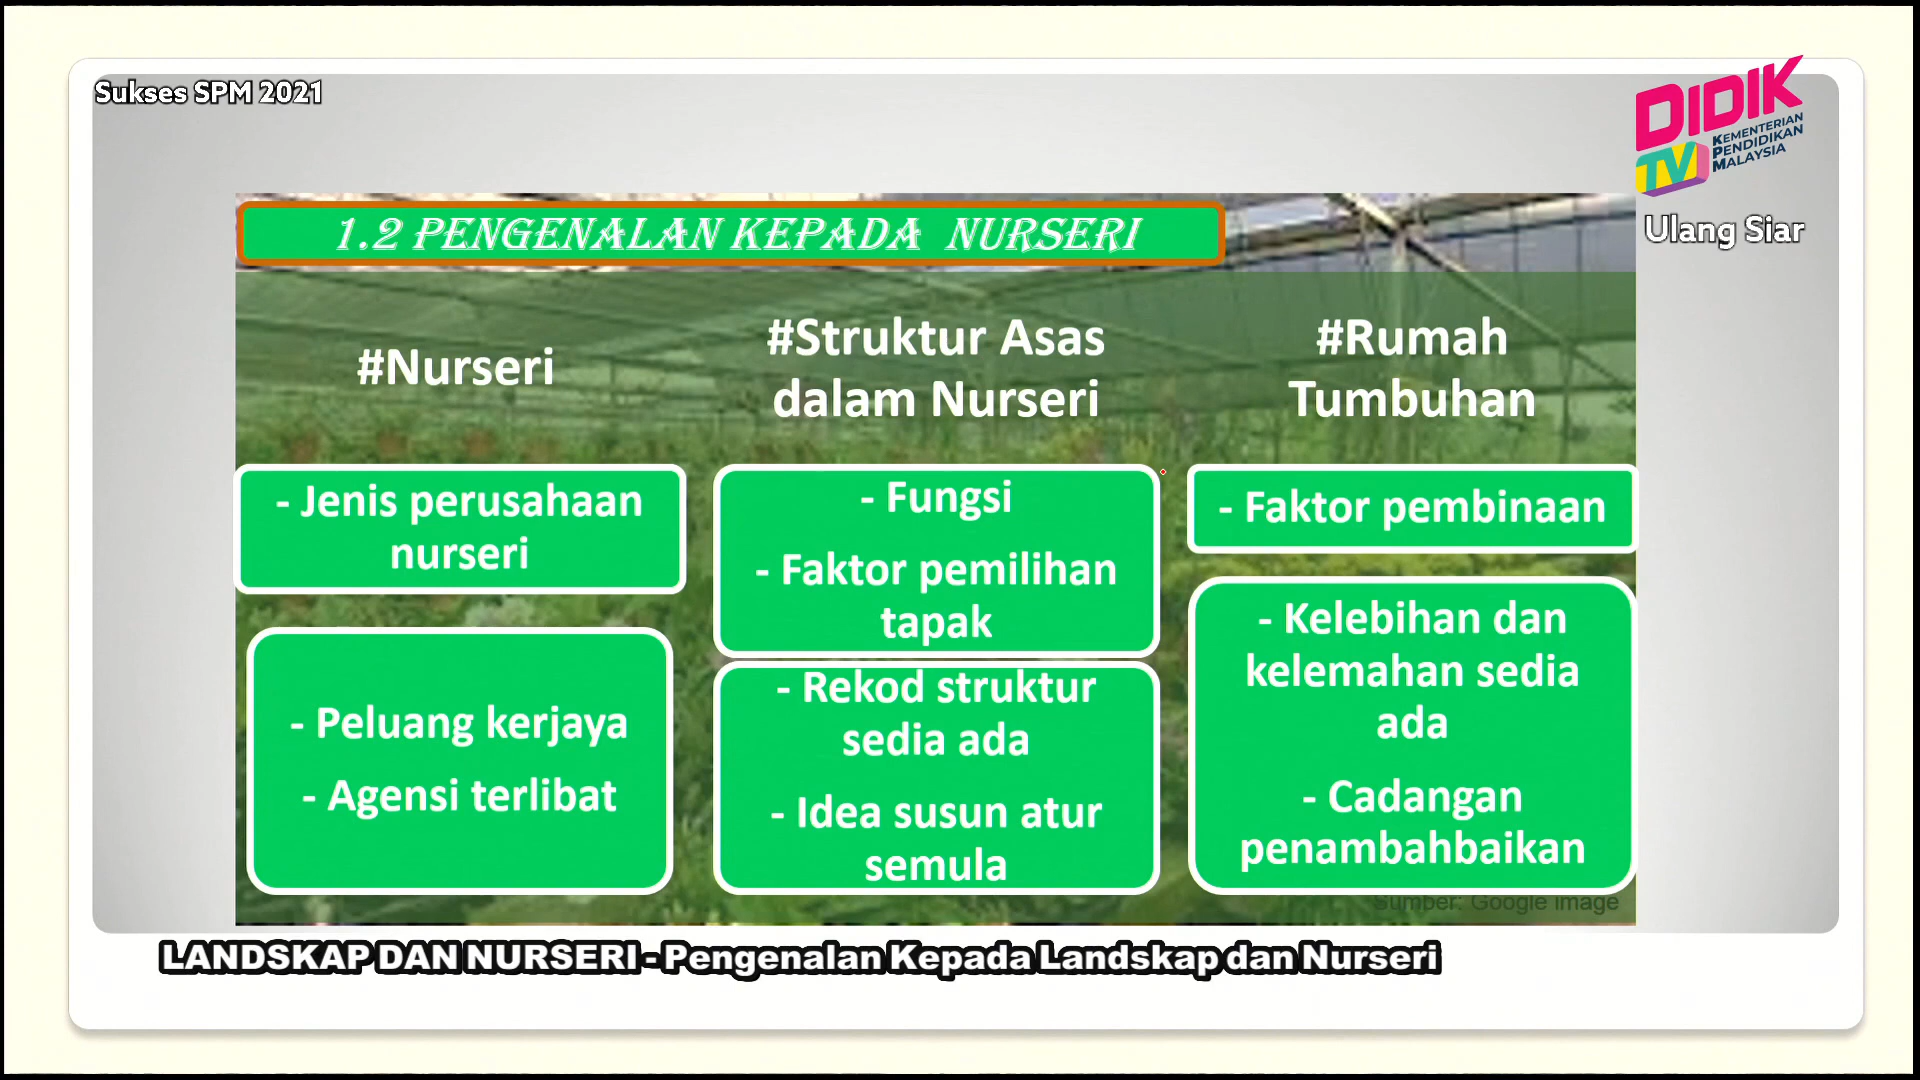 Sukses SPM 2021
DIDIK
TV
KEMENTERIAN
PENDIDIKAN
MALAYSIA
Ulang Siar
1.2 PENGENALAN KEPADA NURSERI
#Nurseri
- Jenis perusahaan
nurseri
- Peluang kerjaya
- Agensi terlibat
#Struktur Asas
dalam Nurseri
- Fungsi
- Faktor pemilihan
tapak
- Rekod struktur
sedia ada
- Idea susun atur
semula
#Rumah
Tumbuhan
- Faktor pembinaan
- Kelebihan dan
kelemahan sedia
ada
- Cadangan
penambahbaikan
Sumber: Google image
LANDSKAP DAN NURSERI - Pengenalan Kepada Landskap dan Nurseri